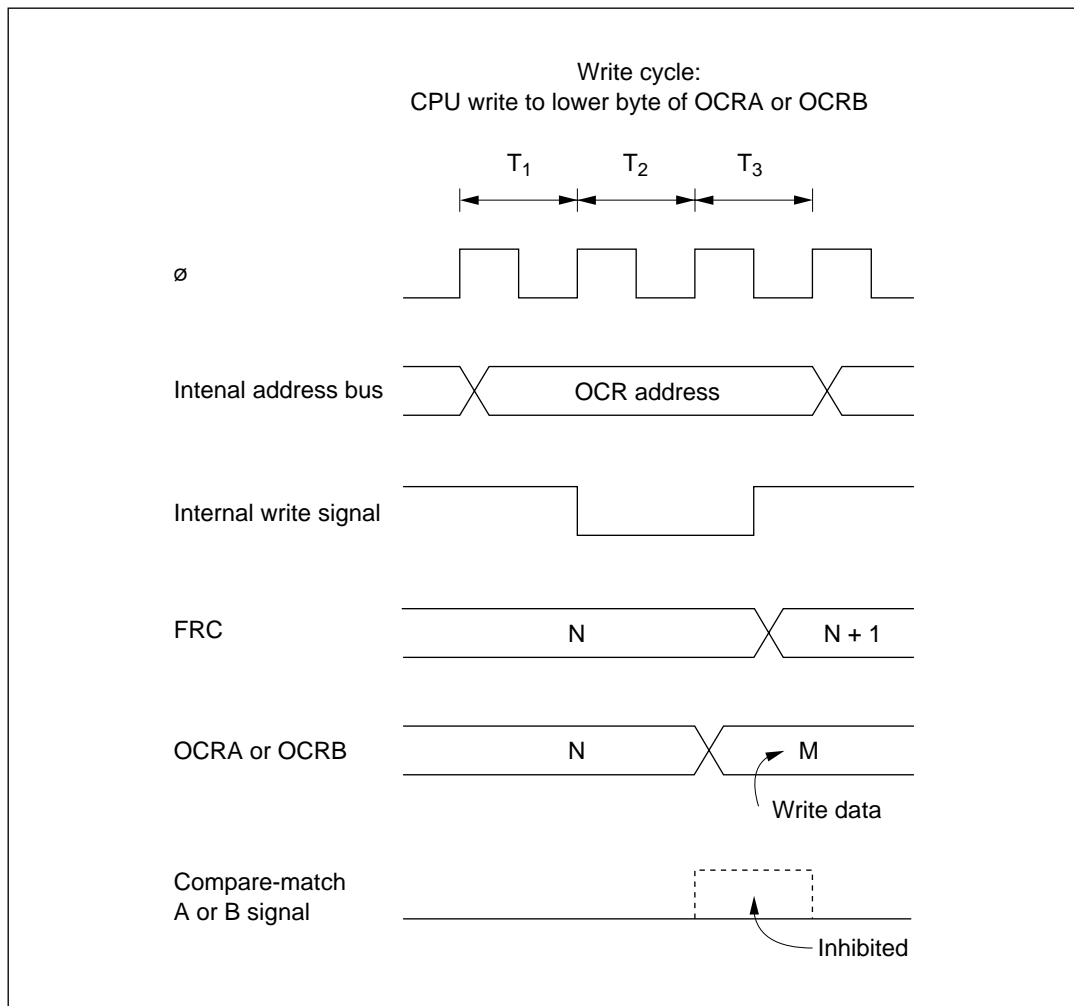 Write cycle:
CPU write to lower byte of OCRA or OCRB
T1 T2 T3
ø
Intenal address bus OCR address
Internal write signal
FRC N N + 1
OCRA or OCRB N M
Write data
Compare-match
A or B signal
Inhibited